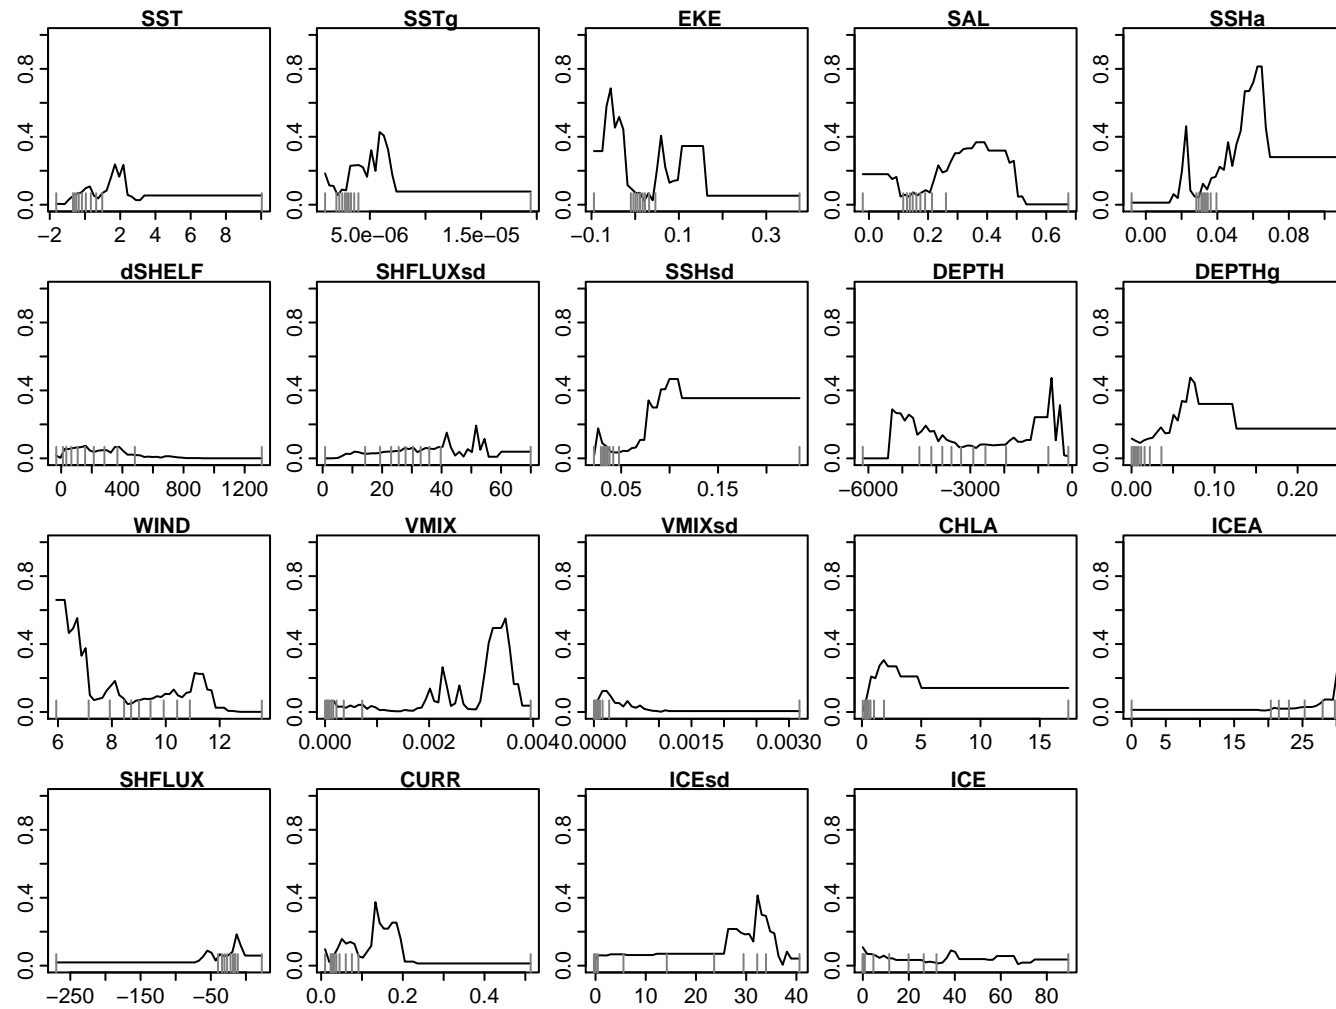 SST SSTg EKE SAL SSHa
0.0 0.4 0.8 0.0 0.4 0.8 0.0 0.4 0.8 0.0 0.4 0.8 0.0 0.4 0.8
−2 2 4 6 8 5.0e−06 1.5e−05 −0.1 0.1 0.3 0.0 0.2 0.4 0.6 0.00 0.04 0.08
dSHELF SHFLUXsd SSHsd DEPTH DEPTHg
0.0 0.4 0.8 0.0 0.4 0.8 0.0 0.4 0.8 0.0 0.4 0.8 0.0 0.4 0.8
0 400 800 1200 0 20 40 60 0.05 0.15 −6000 −3000 0 0.00 0.10 0.20
WIND VMIX VMIXsd CHLA ICEA
0.0 0.4 0.8 0.0 0.4 0.8 0.0 0.4 0.8 0.0 0.4 0.8 0.0 0.4 0.8
6 8 10 12 0.000 0.002 0.004 0.0000 0.0015 0.0030 0 5 10 15 0 5 15 25
SHFLUX CURR ICEsd ICE
0.0 0.4 0.8 0.0 0.4 0.8 0.0 0.4 0.8 0.0 0.4 0.8
−250 −150 −50 0.0 0.2 0.4 0 10 20 30 40 0 20 40 60 80